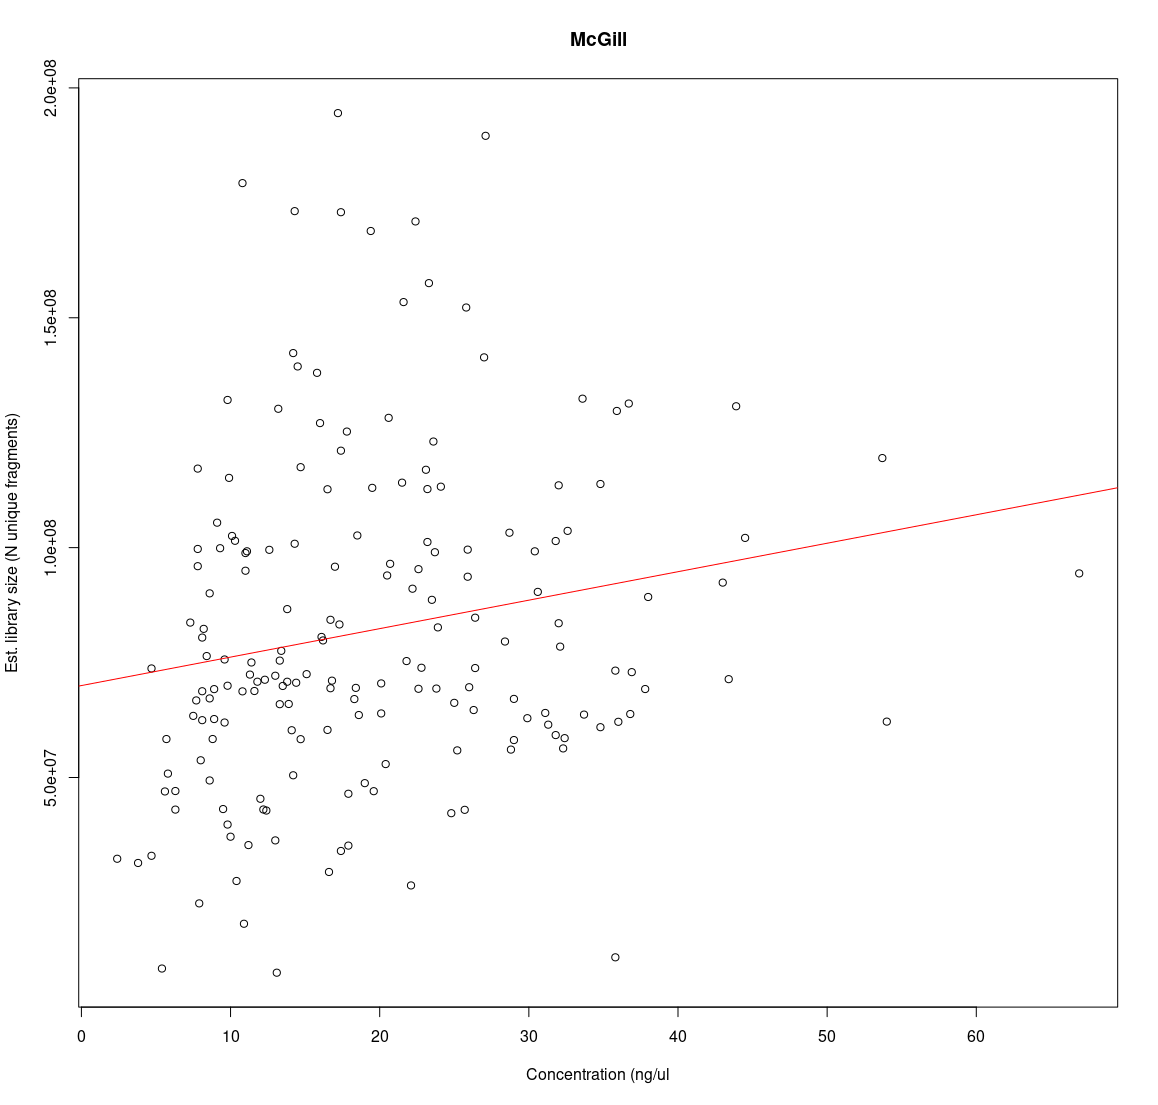 McGill
2.0e+08
1.5e+08
1.0e+08
5.0e+07
Est. library size (N unique fragments)
0 10 20 30 40 50 60
Concentration (ng/ul